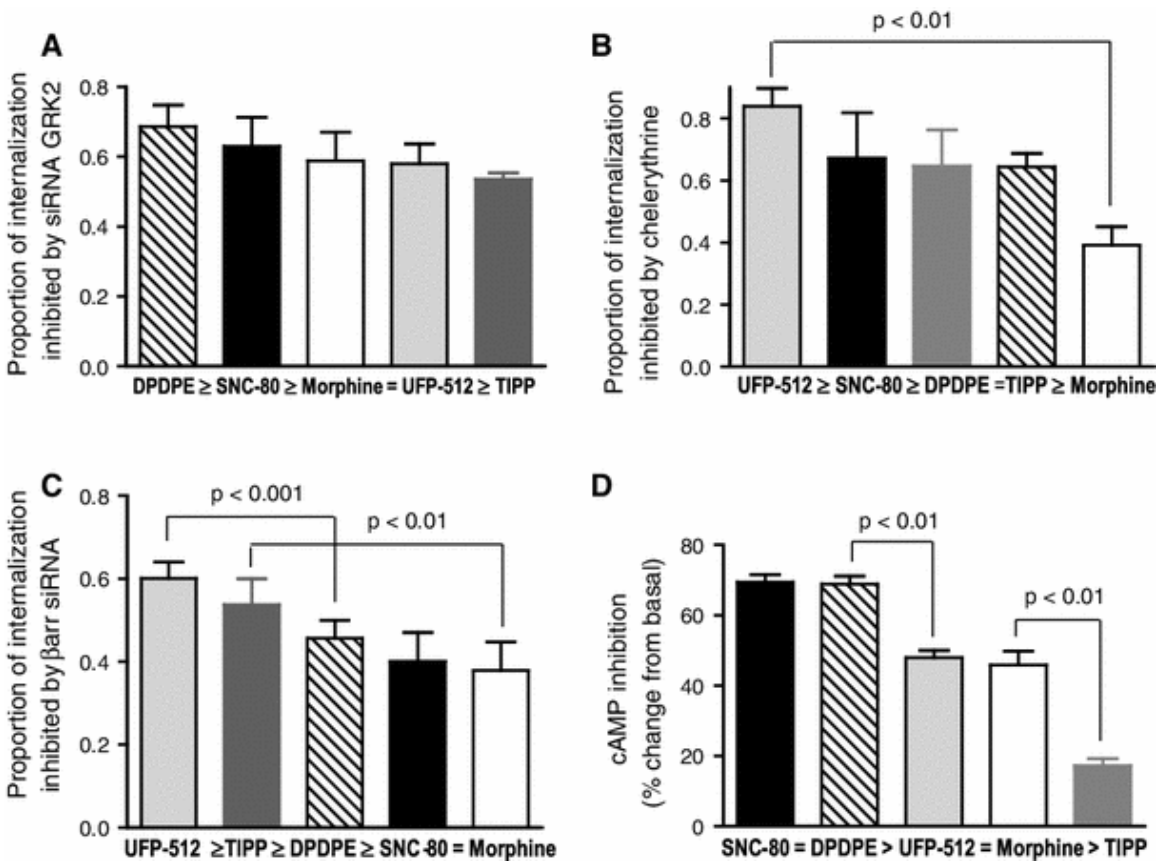 A
Proportion of internalization
inhibited by siRNA GRK2
0.8
0.6
0.4
0.2
0.0
DPDPE ≥ SNC-80 ≥ Morphine = UFP-512 ≥ TIPP
B
p < 0.01
Proportion of internalization
inhibited by chelerythrine
0.8
0.6
0.4
0.2
0.0
UFP-512 ≥ SNC-80 ≥ DPDPE =TIPP ≥ Morphine
C
p < 0.001
p < 0.01
Proportion of internalization
inhibited by βarr siRNA
0.8
0.6
0.4
0.2
0.0
UFP-512 ≥TIPP ≥ DPDPE ≥ SNC-80 = Morphine
D
p < 0.01
p < 0.01
cAMP inhibition
(% change from basal)
80
60
40
20
0
SNC-80 = DPDPE > UFP-512 = Morphine > TIPP